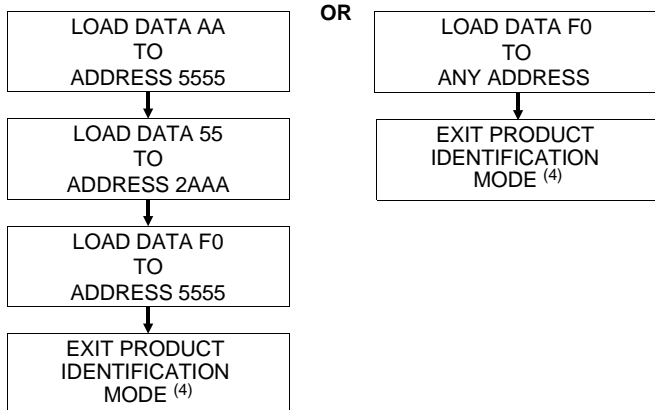 LOAD DATA AA
TO
ADDRESS 5555
LOAD DATA 55
TO
ADDRESS 2AAA
LOAD DATA F0
TO
ADDRESS 5555
EXIT PRODUCT
IDENTIFICATION
MODE (4)
OR
LOAD DATA F0
TO
ANY ADDRESS
EXIT PRODUCT
IDENTIFICATION
MODE (4)